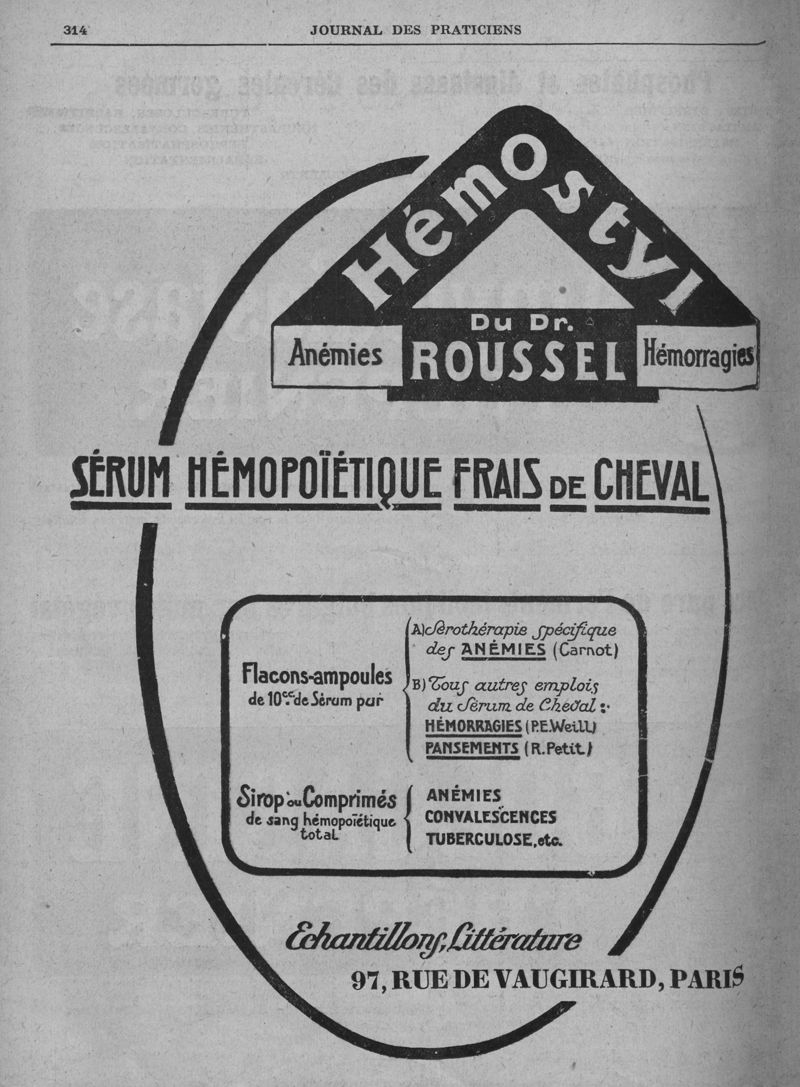 314
JOURNAL DES PRATICIENS
Hémostyl
Du Dr.
ROUSSEL
Anémies
Hémorragies
SÉRUM HÉMOPOÏÉTIQUE FRAIS DE CHEVAL
Flacons-ampoules
de 10cc. de Sérum pur
A) Sérothérapie spécifique
des ANÉMIES (Carnot)
B) Tous autres emplois
du Sérum de Cheval :
HÉMORRAGIES (P.E.Weill)
PANSEMENTS (R.Petit)
Sirop ou Comprimés
de sang hémopoïétique
total
ANÉMIES
CONVALESCENCES
TUBERCULOSE, etc.
Echantillons, Littérature
97, RUE DE VAUGIRARD, PARIS